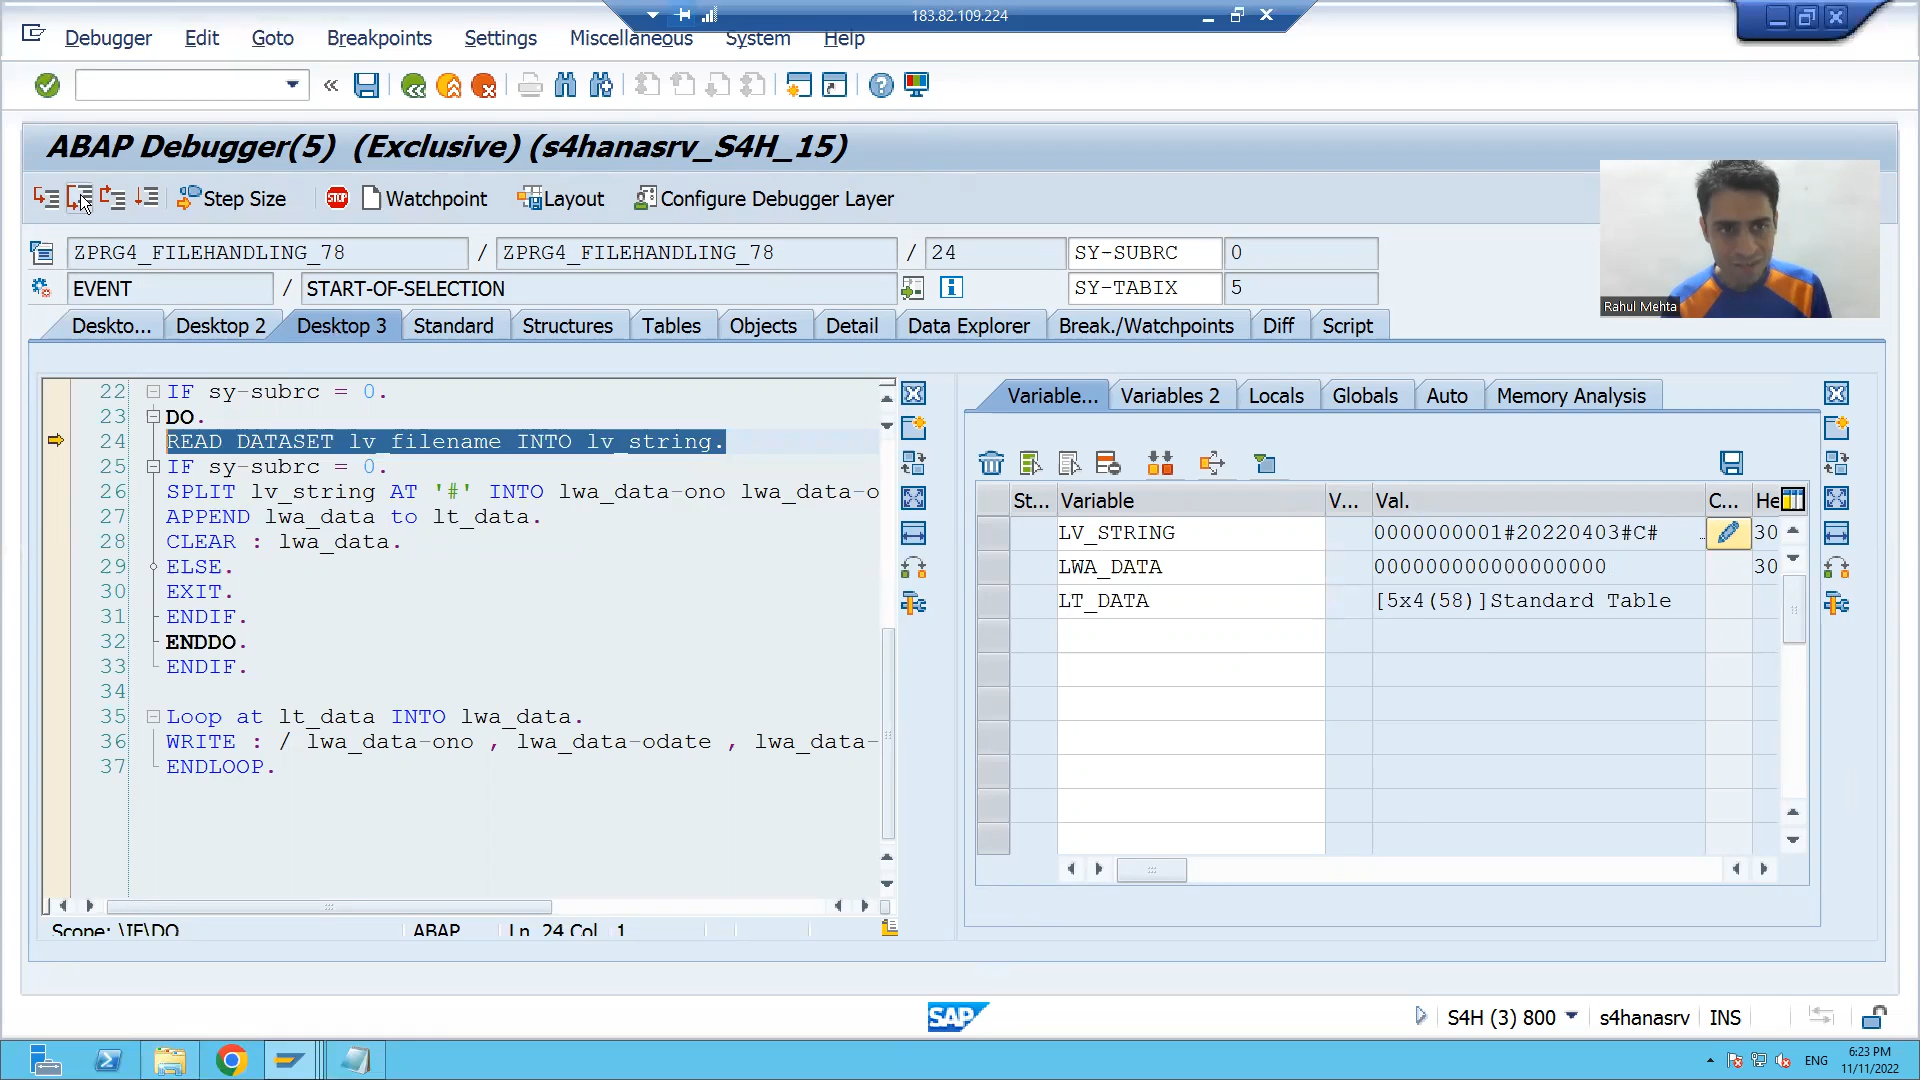 183.82.109.224
Debugger Edit Goto Breakpoints Settings Miscellaneous System Help
ABAP Debugger(5) (Exclusive) (s4hanasrv_S4H_15)
Step Size STOP Watchpoint Layout Configure Debugger Layer
ZPRG4_FILEHANDLING_78 / ZPRG4_FILEHANDLING_78 / 24 SY-SUBRC 0
EVENT / START-OF-SELECTION SY-TABIX 5
Rahul Mehta
Deskto... Desktop 2 Desktop 3 Standard Structures Tables Objects Detail Data Explorer Break./Watchpoints Diff Script
22 IF sy-subrc = 0.
23 DO.
24 READ DATASET lv_filename INTO lv_string.
25 IF sy-subrc = 0.
26 SPLIT lv_string AT '#' INTO lwa_data-ono lwa_data-o
27 APPEND lwa_data to lt_data.
28 CLEAR : lwa_data.
29 ELSE.
30 EXIT.
31 ENDIF.
32 ENDDO.
33 ENDIF.
34
35 Loop at lt_data INTO lwa_data.
36 WRITE : / lwa_data-ono , lwa_data-odate , lwa_data-
37 ENDLOOP.
Scope: \IF\DO ABAP Ln 24 Col 1
Variable... Variables 2 Locals Globals Auto Memory Analysis
St... Variable V... Val. C... He
LV_STRING 0000000001#20220403#C# 30
LWA_DATA 000000000000000000 30
LT_DATA [5x4(58)]Standard Table
SAP
S4H (3) 800 s4hanasrv INS
ENG 6:23 PM
11/11/2022